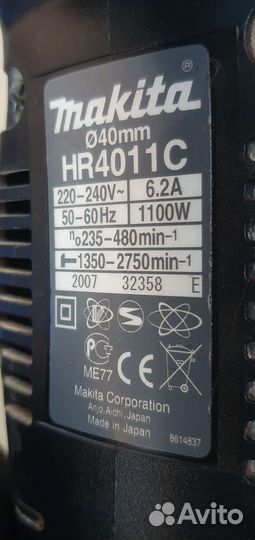 makita®
Ø40mm
HR4011C
220-240V~ 6.2A
50-60Hz 1100W
n₀235-480min⁻¹
1350-2750min⁻¹
2007 32358 E
ME77
Makita Corporation
Anjo, Aichi, Japan
Made in Japan
8614837
Avito